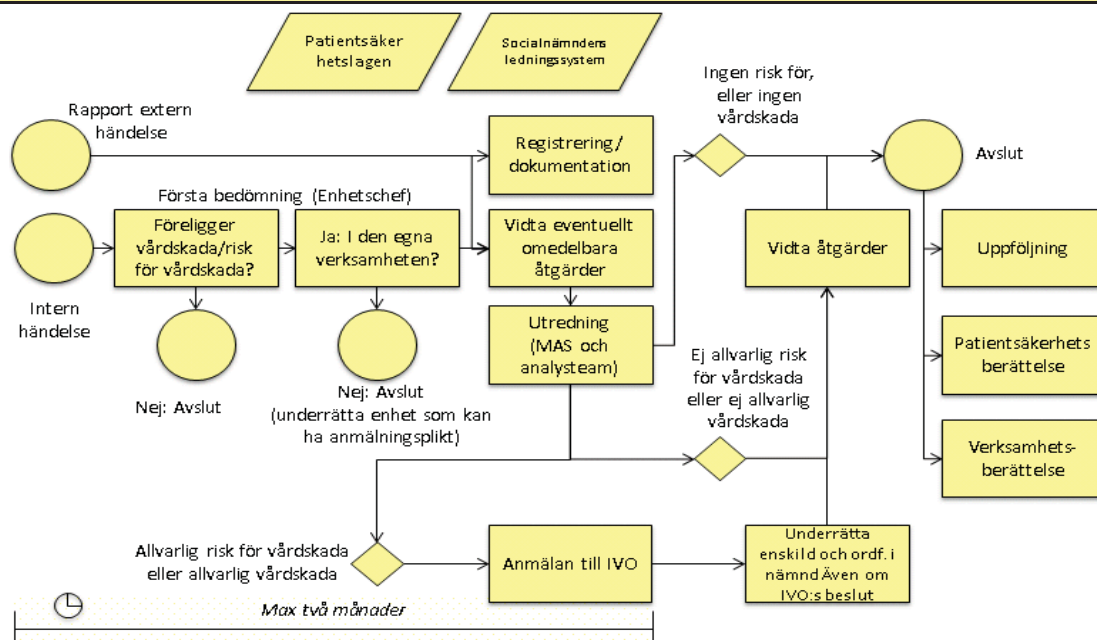 Patientsäker
hetslagen
Socialnämndens
ledningssystem
Ingen risk för,
eller ingen
vårdskada
Rapport extern
händelse
Registrering/
dokumentation
Avslut
Första bedömning (Enhetschef)
Föreligger
vårdskada/risk
för vårdskada?
Ja: I den egna
verksamheten?
Vidta eventuellt
omedelbara
åtgärder
Vidta åtgärder
Uppföljning
Intern
händelse
Utredning
(MAS och
analysteam)
Ej allvarlig risk
för vårdskada
eller ej allvarlig
vårdskada
Patientsäkerhets
berättelse
Nej: Avslut
Nej: Avslut
(underrätta enhet som kan
ha anmälningsplikt)
Verksamhets-
berättelse
Allvarlig risk för vårdskada
eller allvarlig vårdskada
Anmälan till IVO
Underrätta
enskild och ordf. i
nämnd Även om
IVO:s beslut
Max två månader